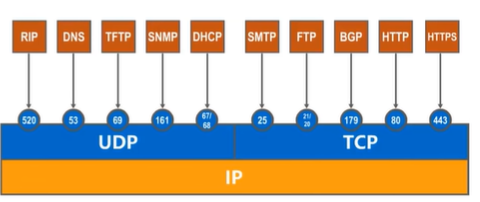 RIP DNS TFTP SNMP DHCP SMTP FTP BGP HTTP HTTPS
520 53 69 161 67/68 25 21/20 179 80 443
UDP TCP
IP